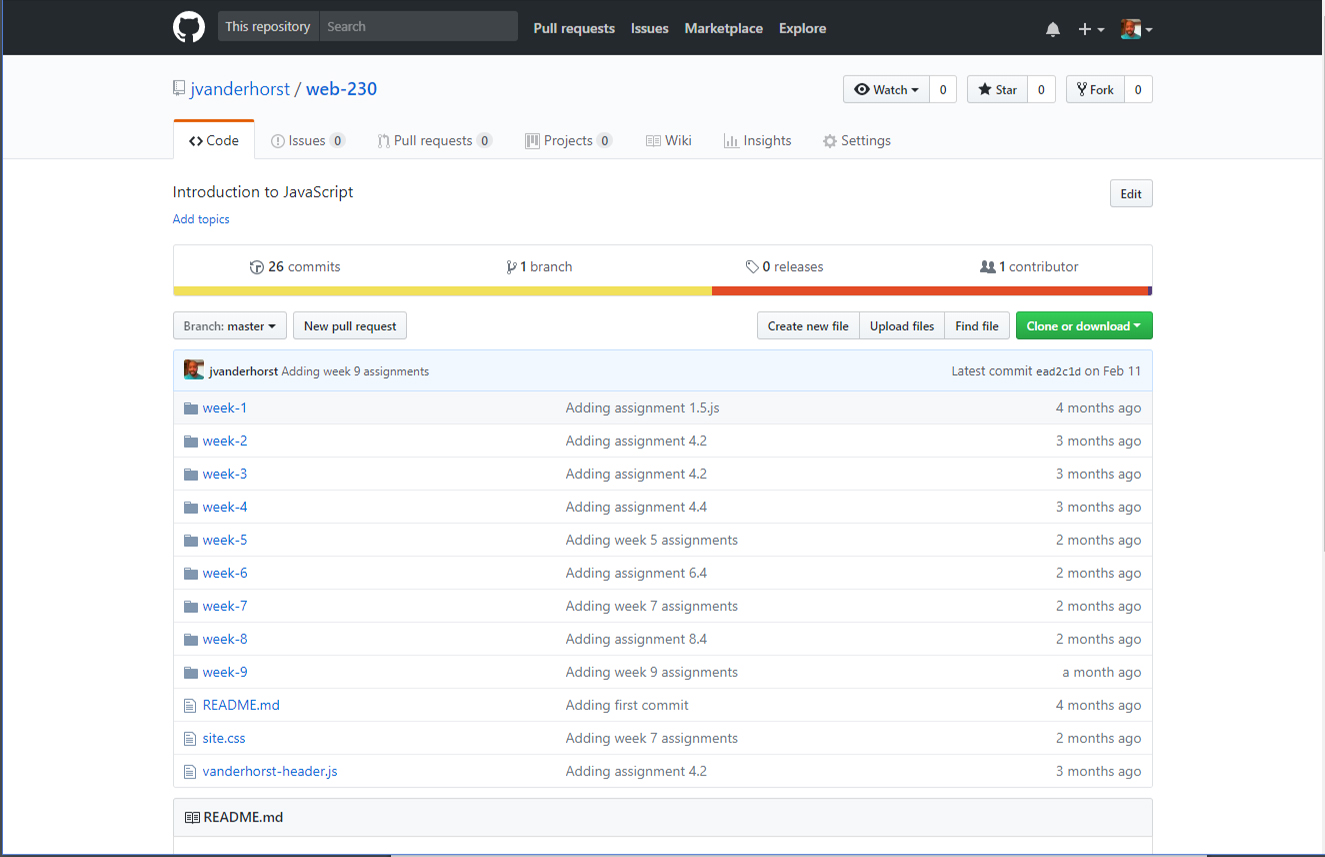 This repository Search Pull requests Issues Marketplace Explore
jvanderhorst / web-230 Watch 0 Star 0 Fork 0
Code Issues 0 Pull requests 0 Projects 0 Wiki Insights Settings
Introduction to JavaScript Edit
Add topics
26 commits 1 branch 0 releases 1 contributor
Branch: master New pull request Create new file Upload files Find file Clone or download
jvanderhorst Adding week 9 assignments Latest commit ead2c1d on Feb 11
week-1 Adding assignment 1.5.js 4 months ago
week-2 Adding assignment 4.2 3 months ago
week-3 Adding assignment 4.2 3 months ago
week-4 Adding assignment 4.4 3 months ago
week-5 Adding week 5 assignments 2 months ago
week-6 Adding assignment 6.4 2 months ago
week-7 Adding week 7 assignments 2 months ago
week-8 Adding assignment 8.4 2 months ago
week-9 Adding week 9 assignments a month ago
README.md Adding first commit 4 months ago
site.css Adding week 7 assignments 2 months ago
vanderhorst-header.js Adding assignment 4.2 3 months ago
README.md